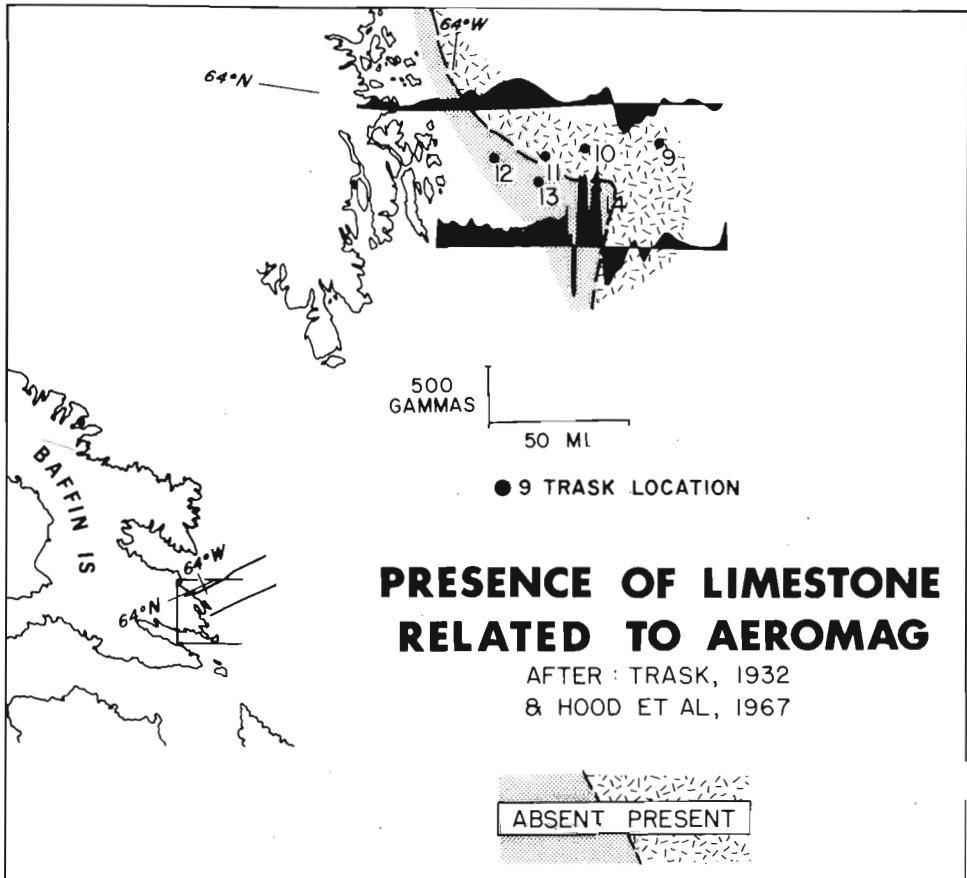 64°W
64°N
12
11
10
9
13
14
500
GAMMAS
50 MI.
9 TRASK LOCATION
BAFFIN IS
64°W
64°N
PRESENCE OF LIMESTONE
RELATED TO AEROMAG
AFTER : TRASK, 1932
& HOOD ET AL, 1967
ABSENT PRESENT